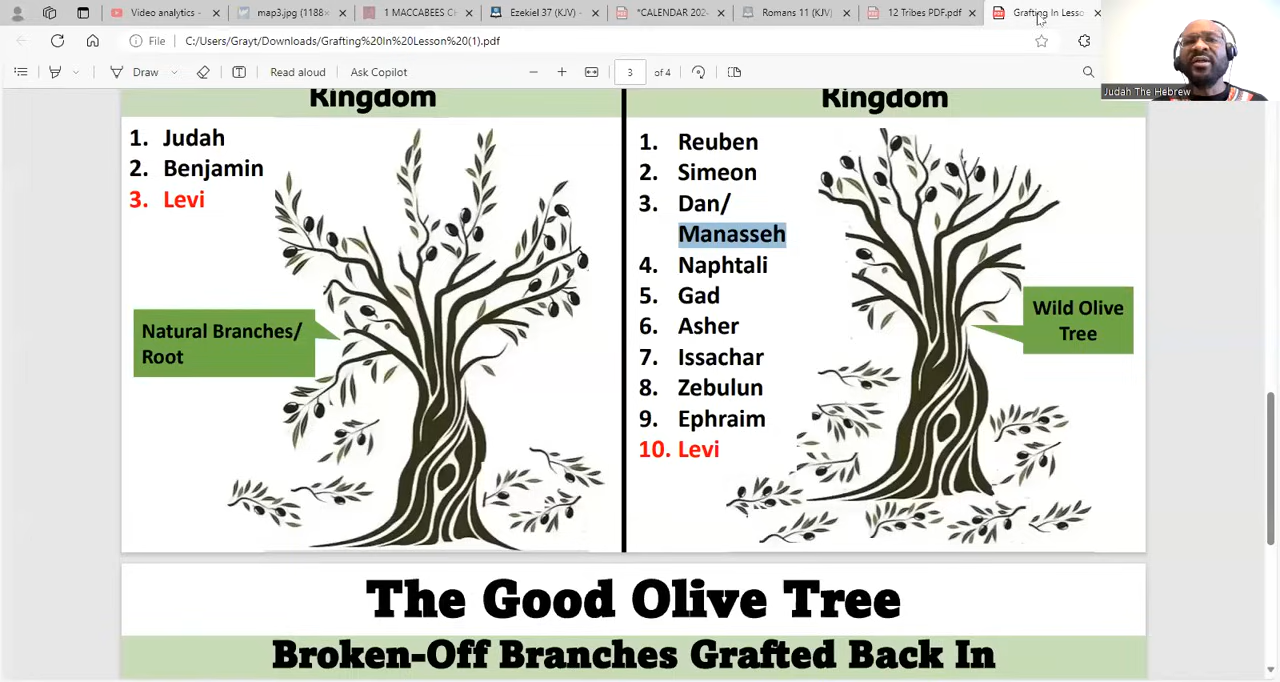 Video analytics -
map3.jpg (1188×
1 MACCABEES CH
Ezekiel 37 (KJV) -
*CALENDAR 202
Romans 11 (KJV)
12 Tribes PDF.pdf
Grafting In Lesso
File
C:/Users/Grayt/Downloads/Grafting%20In%20Lesson%20(1).pdf
Draw
Read aloud
Ask Copilot
3
of 4
Judah The Hebrew
Kingdom
1. Judah
2. Benjamin
3. Levi
Natural Branches/
Root
Kingdom
1. Reuben
2. Simeon
3. Dan/
Manasseh
4. Naphtali
5. Gad
6. Asher
7. Issachar
8. Zebulun
9. Ephraim
10. Levi
Wild Olive
Tree
The Good Olive Tree
Broken-Off Branches Grafted Back In